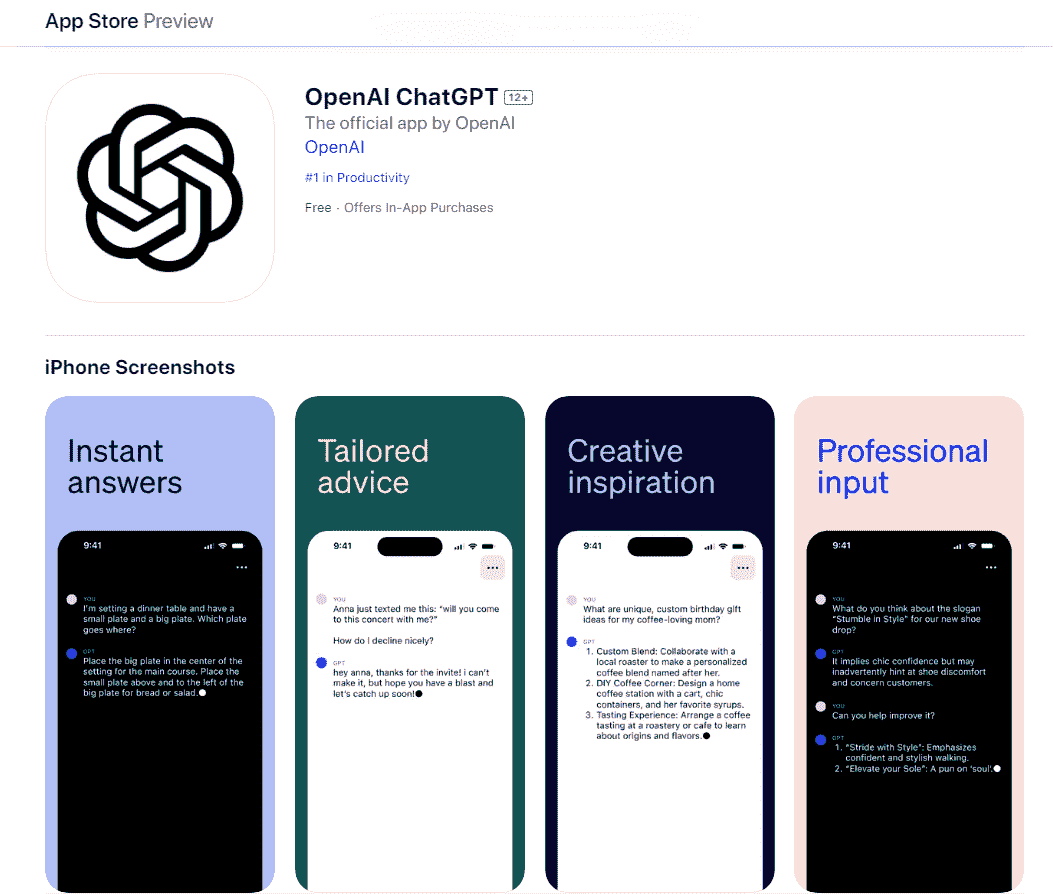 App Store Preview
OpenAI ChatGPT 12+
The official app by OpenAI
OpenAI
#1 in Productivity
Free · Offers In-App Purchases
iPhone Screenshots
Instant
answers
9:41
YOU
I'm setting a dinner table and have a
small plate and a big plate. Which plate
goes where?
GPT
Place the big plate in the center of the
setting for the main course. Place the
small plate above and to the left of the
big plate for bread or salad.
Tailored
advice
9:41
YOU
Anna just texted me this: “will you come
to this concert with me?”
How do I decline nicely?
GPT
hey anna, thanks for the invite! i can't
make it, but hope you have a blast and
let's catch up soon!
Creative
inspiration
9:41
YOU
What are unique, custom birthday gift
ideas for my coffee-loving mom?
GPT
1. Custom Blend: Collaborate with a
local roaster to make a personalized
coffee blend named after her.
2. DIY Coffee Corner: Design a home
coffee station with a cart, chic
containers, and her favorite syrups.
3. Tasting Experience: Arrange a coffee
tasting at a roastery or cafe to learn
about origins and flavors.
Professional
input
9:41
YOU
What do you think about the slogan
“Stumble in Style” for our new shoe
drop?
GPT
It implies chic confidence but may
inadvertently hint at shoe discomfort
and concern customers.
YOU
Can you help improve it?
GPT
1. “Stride with Style”: Emphasizes
confident and stylish walking.
2. “Elevate your Sole”: A pun on 'soul'.